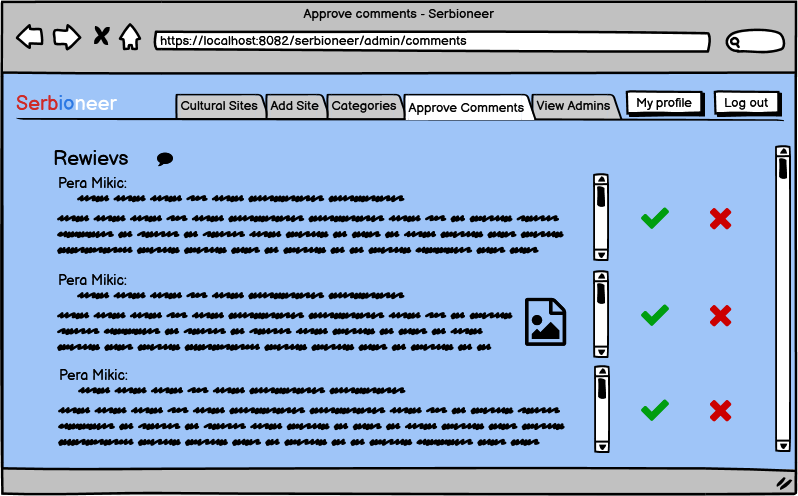 Approve comments - Serbioneer
https://localhost:8082/serbioneer/admin/comments
Serbioneer
Cultural Sites
Add Site
Categories
Approve Comments
View Admins
My profile
Log out
Rewievs
Pera Mikic:
Pera Mikic:
Pera Mikic: